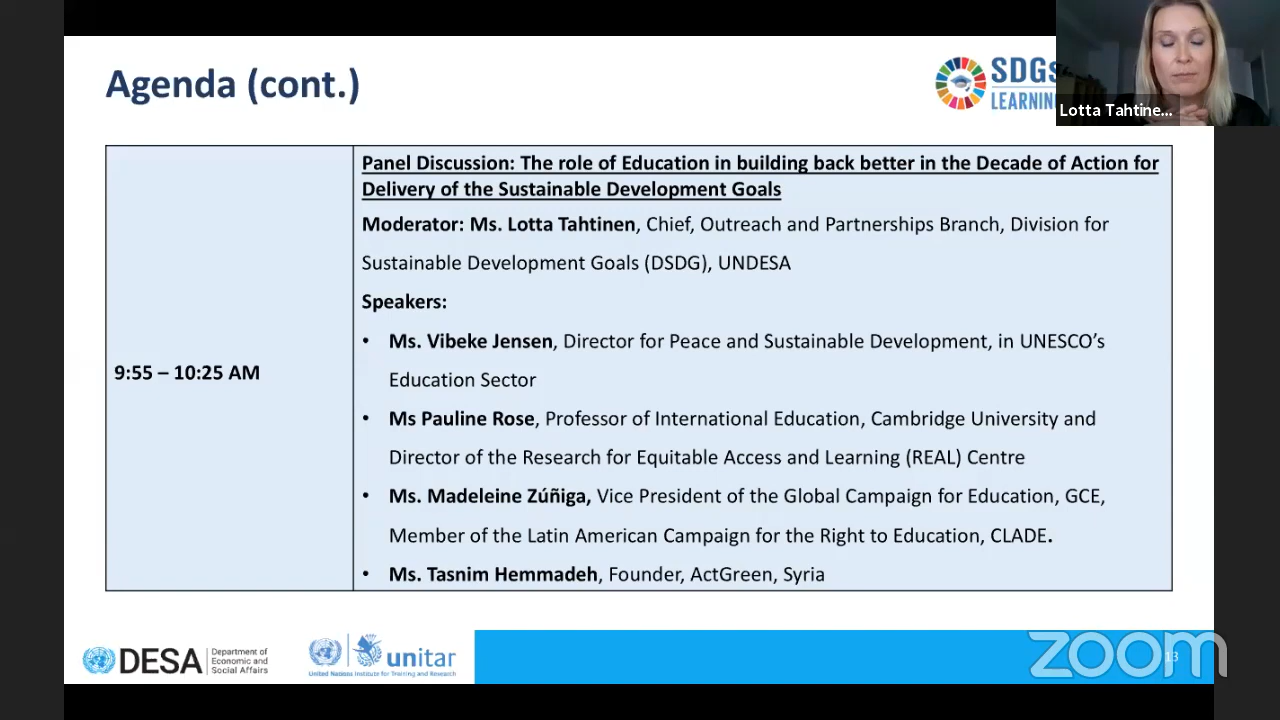 Agenda (cont.)
SDGs
LEARNIN
Lotta Tahtine...
Panel Discussion: The role of Education in building back better in the Decade of Action for
Delivery of the Sustainable Development Goals
Moderator: Ms. Lotta Tahtinen, Chief, Outreach and Partnerships Branch, Division for
Sustainable Development Goals (DSDG), UNDESA
Speakers:
• Ms. Vibeke Jensen, Director for Peace and Sustainable Development, in UNESCO’s
Education Sector
9:55 – 10:25 AM
• Ms Pauline Rose, Professor of International Education, Cambridge University and
Director of the Research for Equitable Access and Learning (REAL) Centre
• Ms. Madeleine Zúñiga, Vice President of the Global Campaign for Education, GCE,
Member of the Latin American Campaign for the Right to Education, CLADE.
• Ms. Tasnim Hemmadeh, Founder, ActGreen, Syria
DESA
Department of
Economic and
Social Affairs
unitar
United Nations Institute for Training and Research
zoom
13